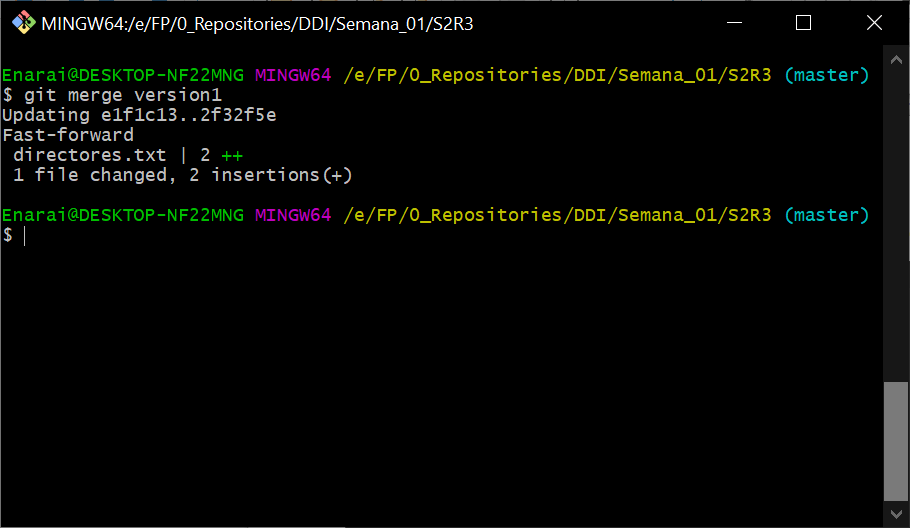 MINGW64:/e/FP/0_Repositories/DDI/Semana_01/S2R3
Enarai@DESKTOP-NF22MNG MINGW64 /e/FP/0_Repositories/DDI/Semana_01/S2R3 (master)
$ git merge version1
Updating e1f1c13..2f32f5e
Fast-forward
 directores.txt | 2 ++
 1 file changed, 2 insertions(+)
Enarai@DESKTOP-NF22MNG MINGW64 /e/FP/0_Repositories/DDI/Semana_01/S2R3 (master)
$